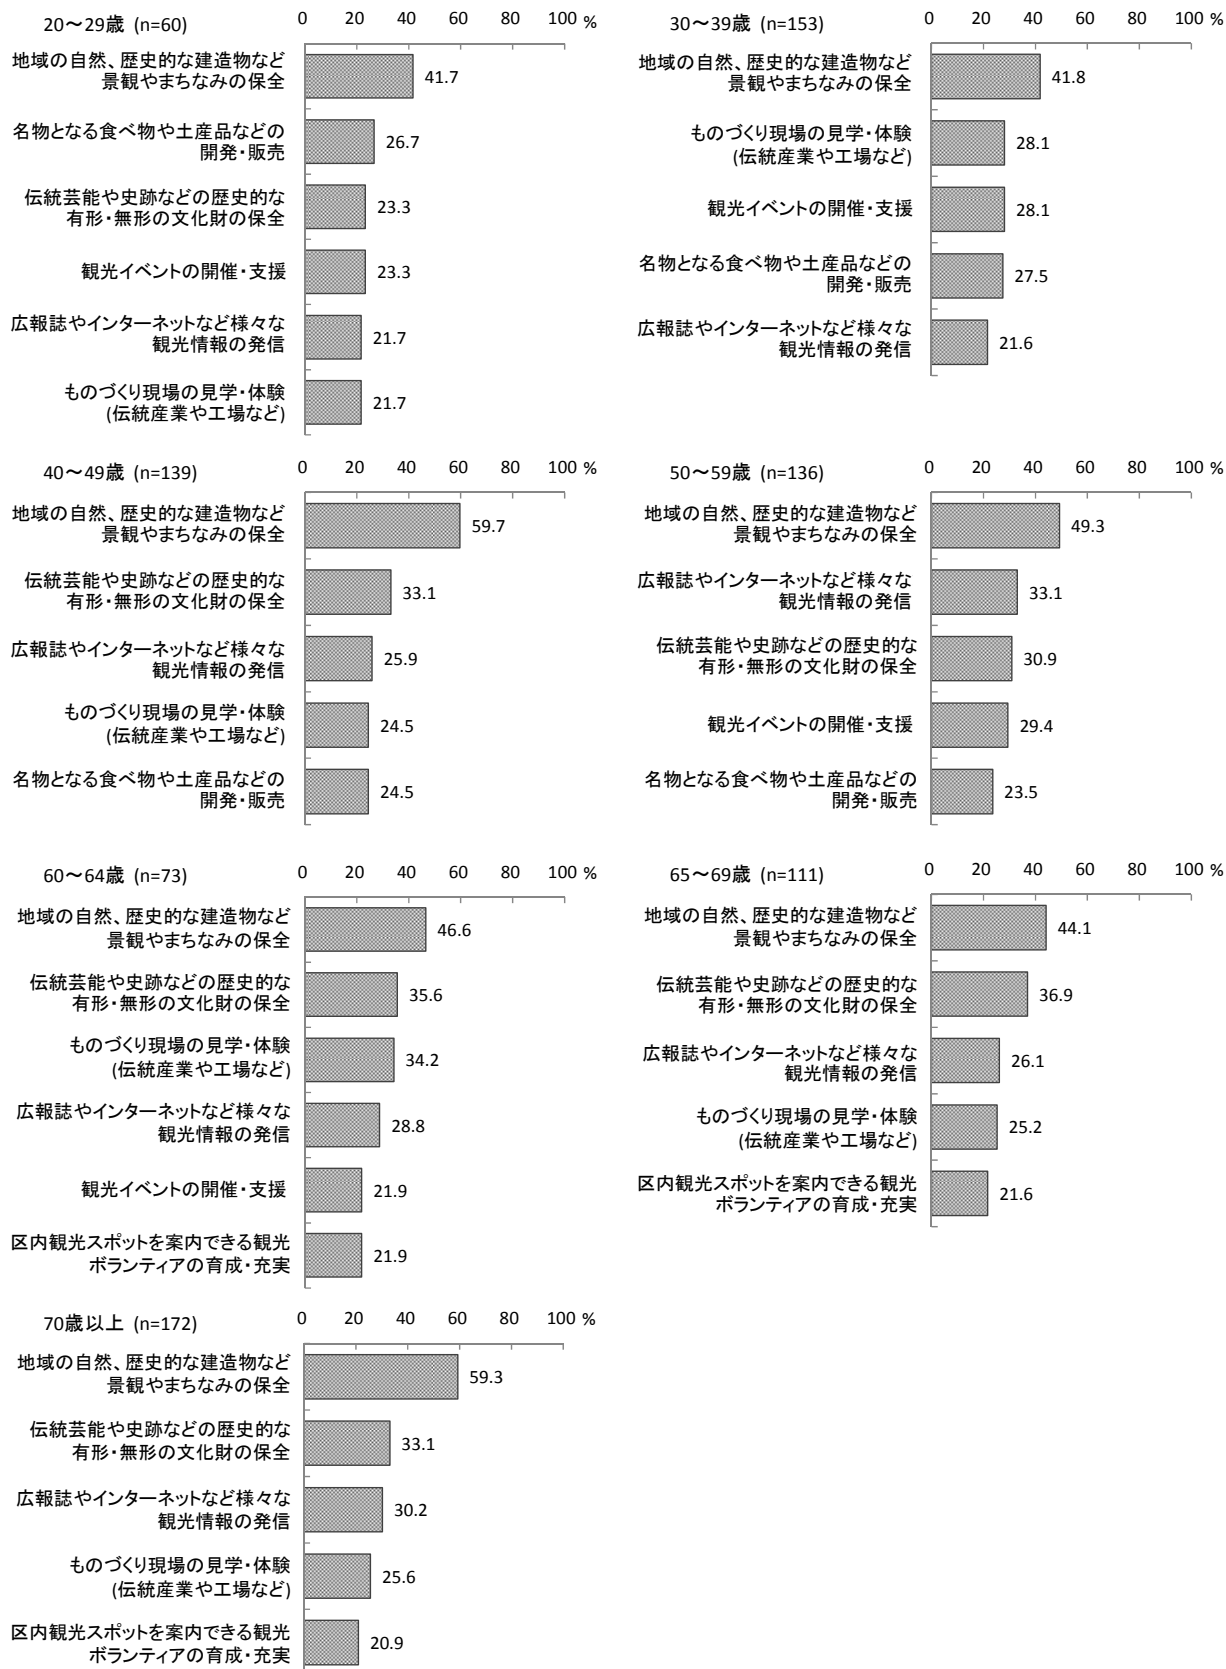 20～29歳 (n=60)
0 20 40 60 80 100 %
地域の自然、歴史的な建造物など
景観やまちなみの保全
41.7
名物となる食べ物や土産品などの
開発・販売
26.7
伝統芸能や史跡などの歴史的な
有形・無形の文化財の保全
23.3
観光イベントの開催・支援
23.3
広報誌やインターネットなど様々な
観光情報の発信
21.7
ものづくり現場の見学・体験
(伝統産業や工場など)
21.7
30～39歳 (n=153)
0 20 40 60 80 100 %
地域の自然、歴史的な建造物など
景観やまちなみの保全
41.8
ものづくり現場の見学・体験
(伝統産業や工場など)
28.1
観光イベントの開催・支援
28.1
名物となる食べ物や土産品などの
開発・販売
27.5
広報誌やインターネットなど様々な
観光情報の発信
21.6
40～49歳 (n=139)
0 20 40 60 80 100 %
地域の自然、歴史的な建造物など
景観やまちなみの保全
59.7
伝統芸能や史跡などの歴史的な
有形・無形の文化財の保全
33.1
広報誌やインターネットなど様々な
観光情報の発信
25.9
ものづくり現場の見学・体験
(伝統産業や工場など)
24.5
名物となる食べ物や土産品などの
開発・販売
24.5
50～59歳 (n=136)
0 20 40 60 80 100 %
地域の自然、歴史的な建造物など
景観やまちなみの保全
49.3
広報誌やインターネットなど様々な
観光情報の発信
33.1
伝統芸能や史跡などの歴史的な
有形・無形の文化財の保全
30.9
観光イベントの開催・支援
29.4
名物となる食べ物や土産品などの
開発・販売
23.5
60～64歳 (n=73)
0 20 40 60 80 100 %
地域の自然、歴史的な建造物など
景観やまちなみの保全
46.6
伝統芸能や史跡などの歴史的な
有形・無形の文化財の保全
35.6
ものづくり現場の見学・体験
(伝統産業や工場など)
34.2
広報誌やインターネットなど様々な
観光情報の発信
28.8
観光イベントの開催・支援
21.9
区内観光スポットを案内できる観光
ボランティアの育成・充実
21.9
65～69歳 (n=111)
0 20 40 60 80 100 %
地域の自然、歴史的な建造物など
景観やまちなみの保全
44.1
伝統芸能や史跡などの歴史的な
有形・無形の文化財の保全
36.9
広報誌やインターネットなど様々な
観光情報の発信
26.1
ものづくり現場の見学・体験
(伝統産業や工場など)
25.2
区内観光スポットを案内できる観光
ボランティアの育成・充実
21.6
70歳以上 (n=172)
0 20 40 60 80 100 %
地域の自然、歴史的な建造物など
景観やまちなみの保全
59.3
伝統芸能や史跡などの歴史的な
有形・無形の文化財の保全
33.1
広報誌やインターネットなど様々な
観光情報の発信
30.2
ものづくり現場の見学・体験
(伝統産業や工場など)
25.6
区内観光スポットを案内できる観光
ボランティアの育成・充実
20.9